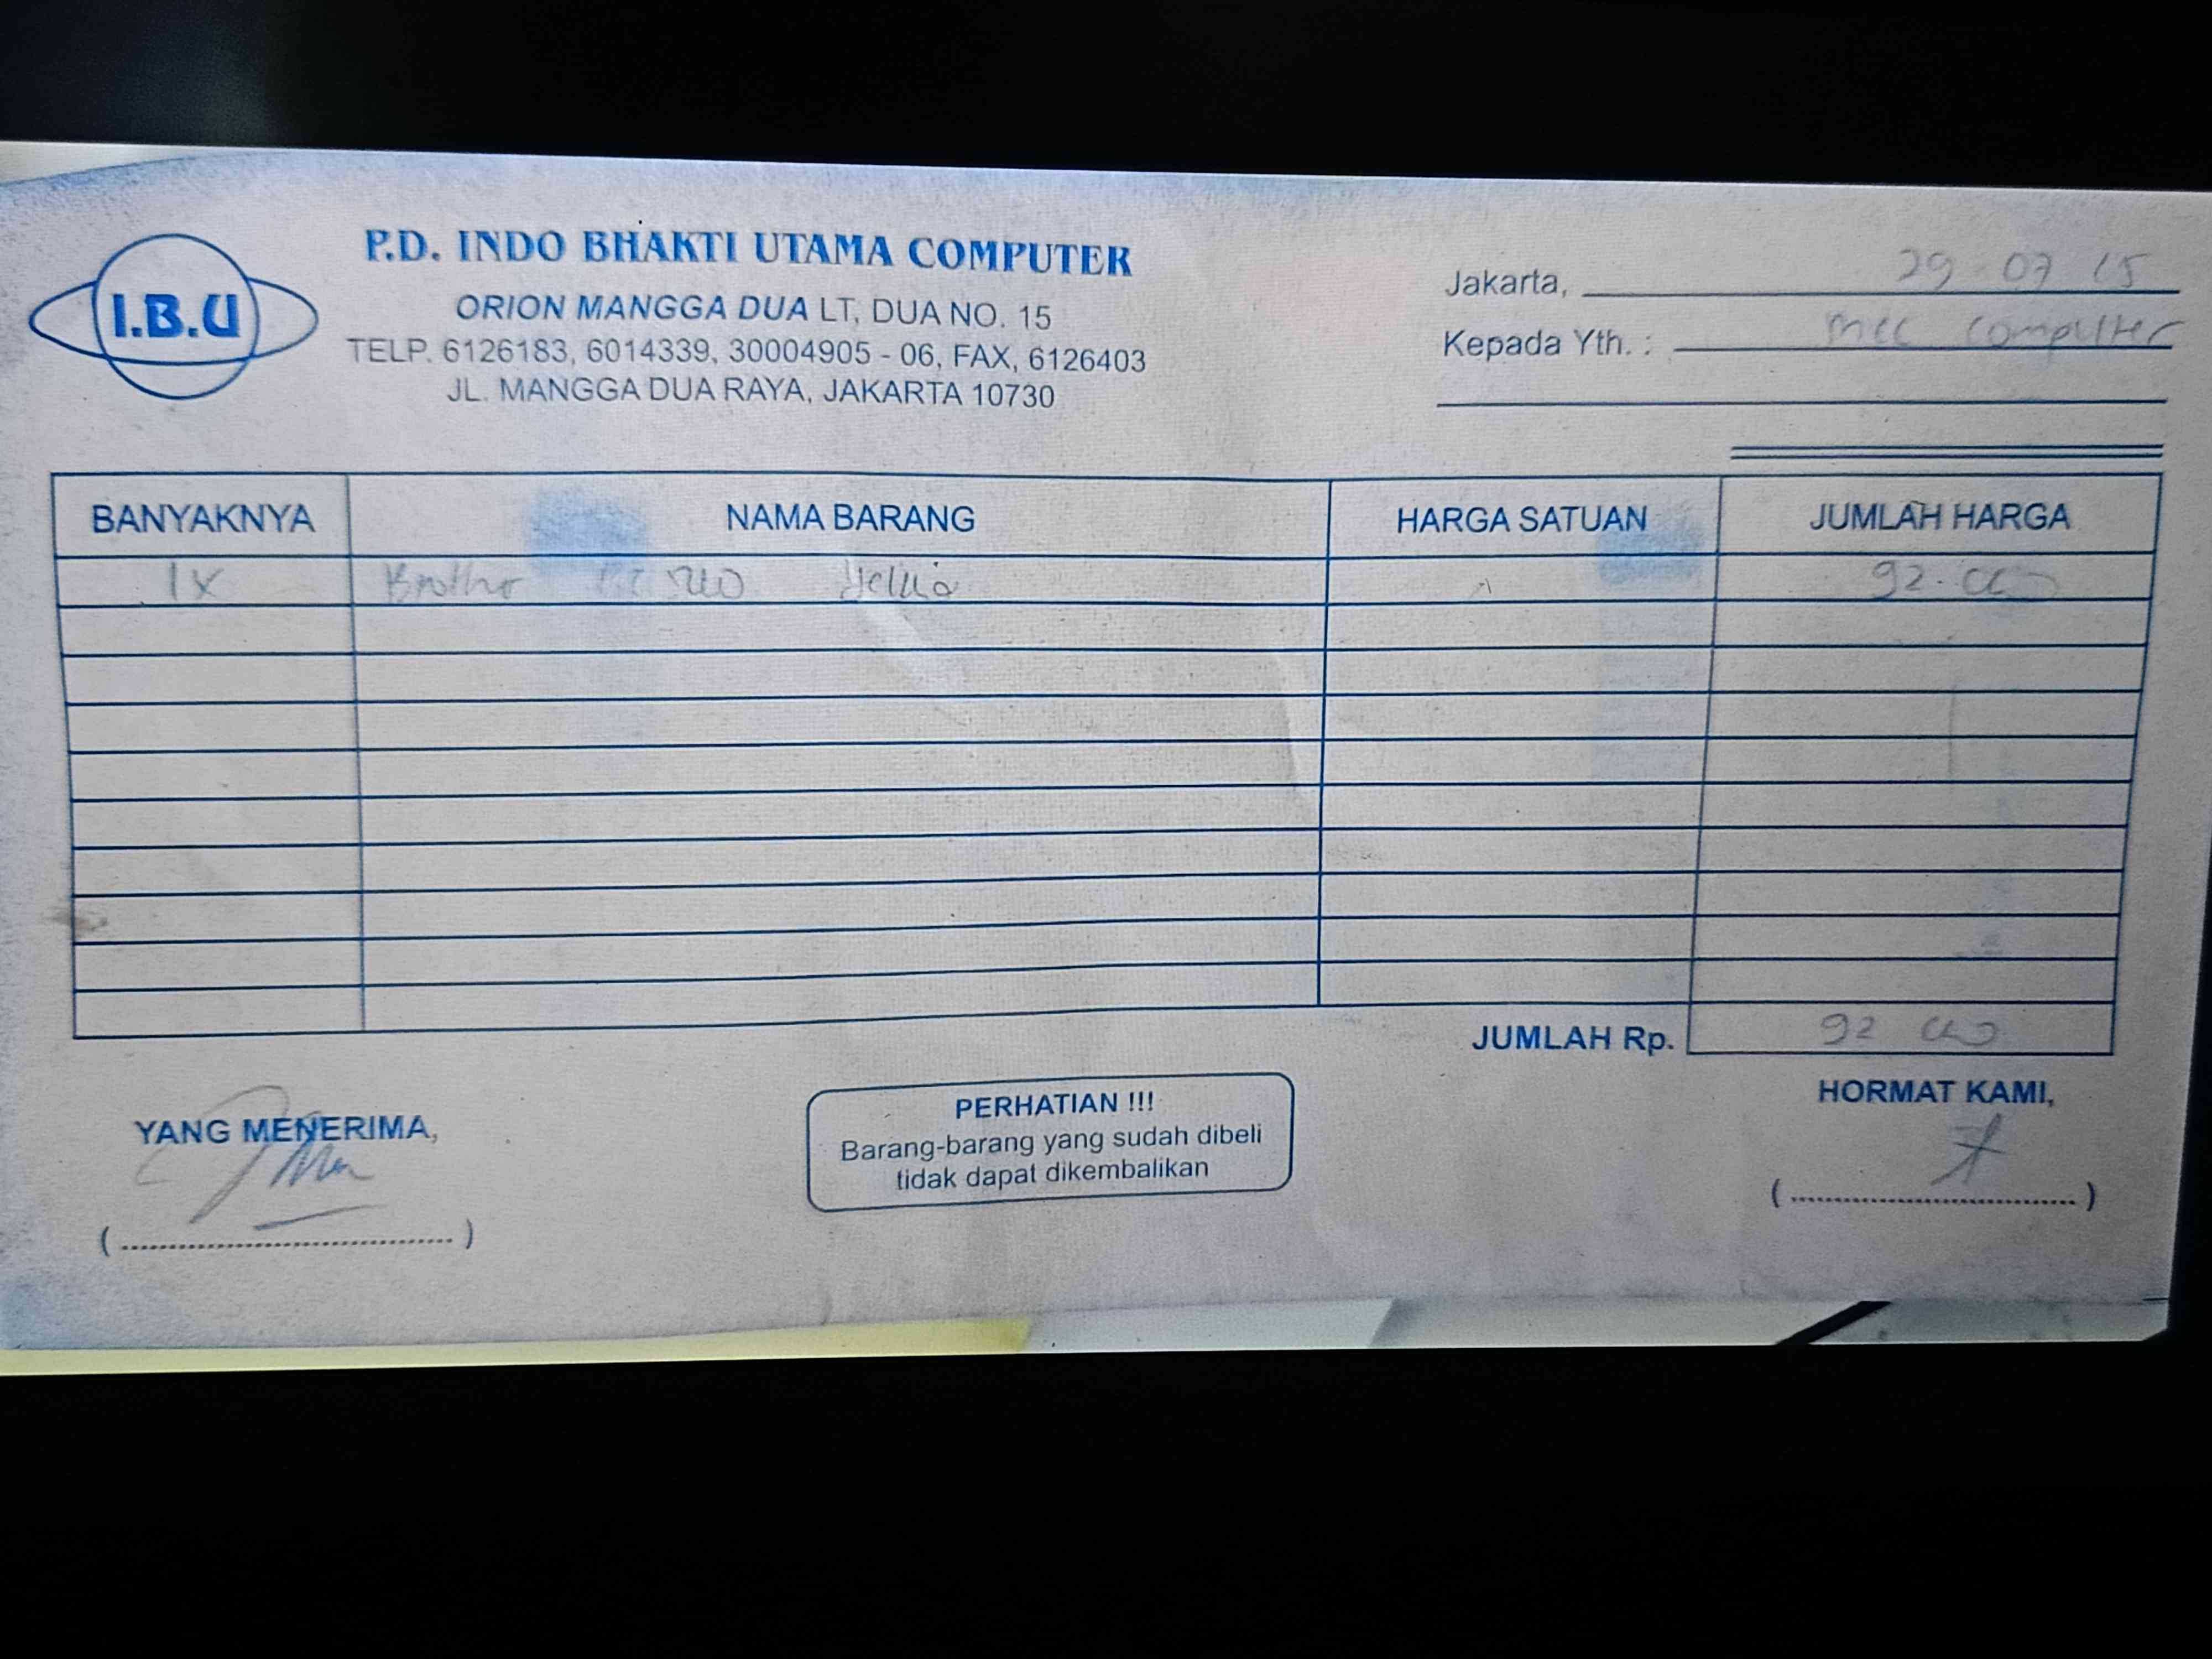 P.D. INDO BHAKTI UTAMA COMPUTER
I.B.U
ORION MANGGA DUA LT, DUA NO. 15
TELP. 6126183, 6014339, 30004905 - 06, FAX, 6126403
JL. MANGGA DUA RAYA, JAKARTA 10730
Jakarta, 29 07 15
Kepada Yth. : Mcc Computer
BANYAKNYA NAMA BARANG HARGA SATUAN JUMLAH HARGA
1x Brother 92.000
JUMLAH Rp. 92 000
YANG MENERIMA,
PERHATIAN !!!
Barang-barang yang sudah dibeli
tidak dapat dikembalikan
HORMAT KAMI,